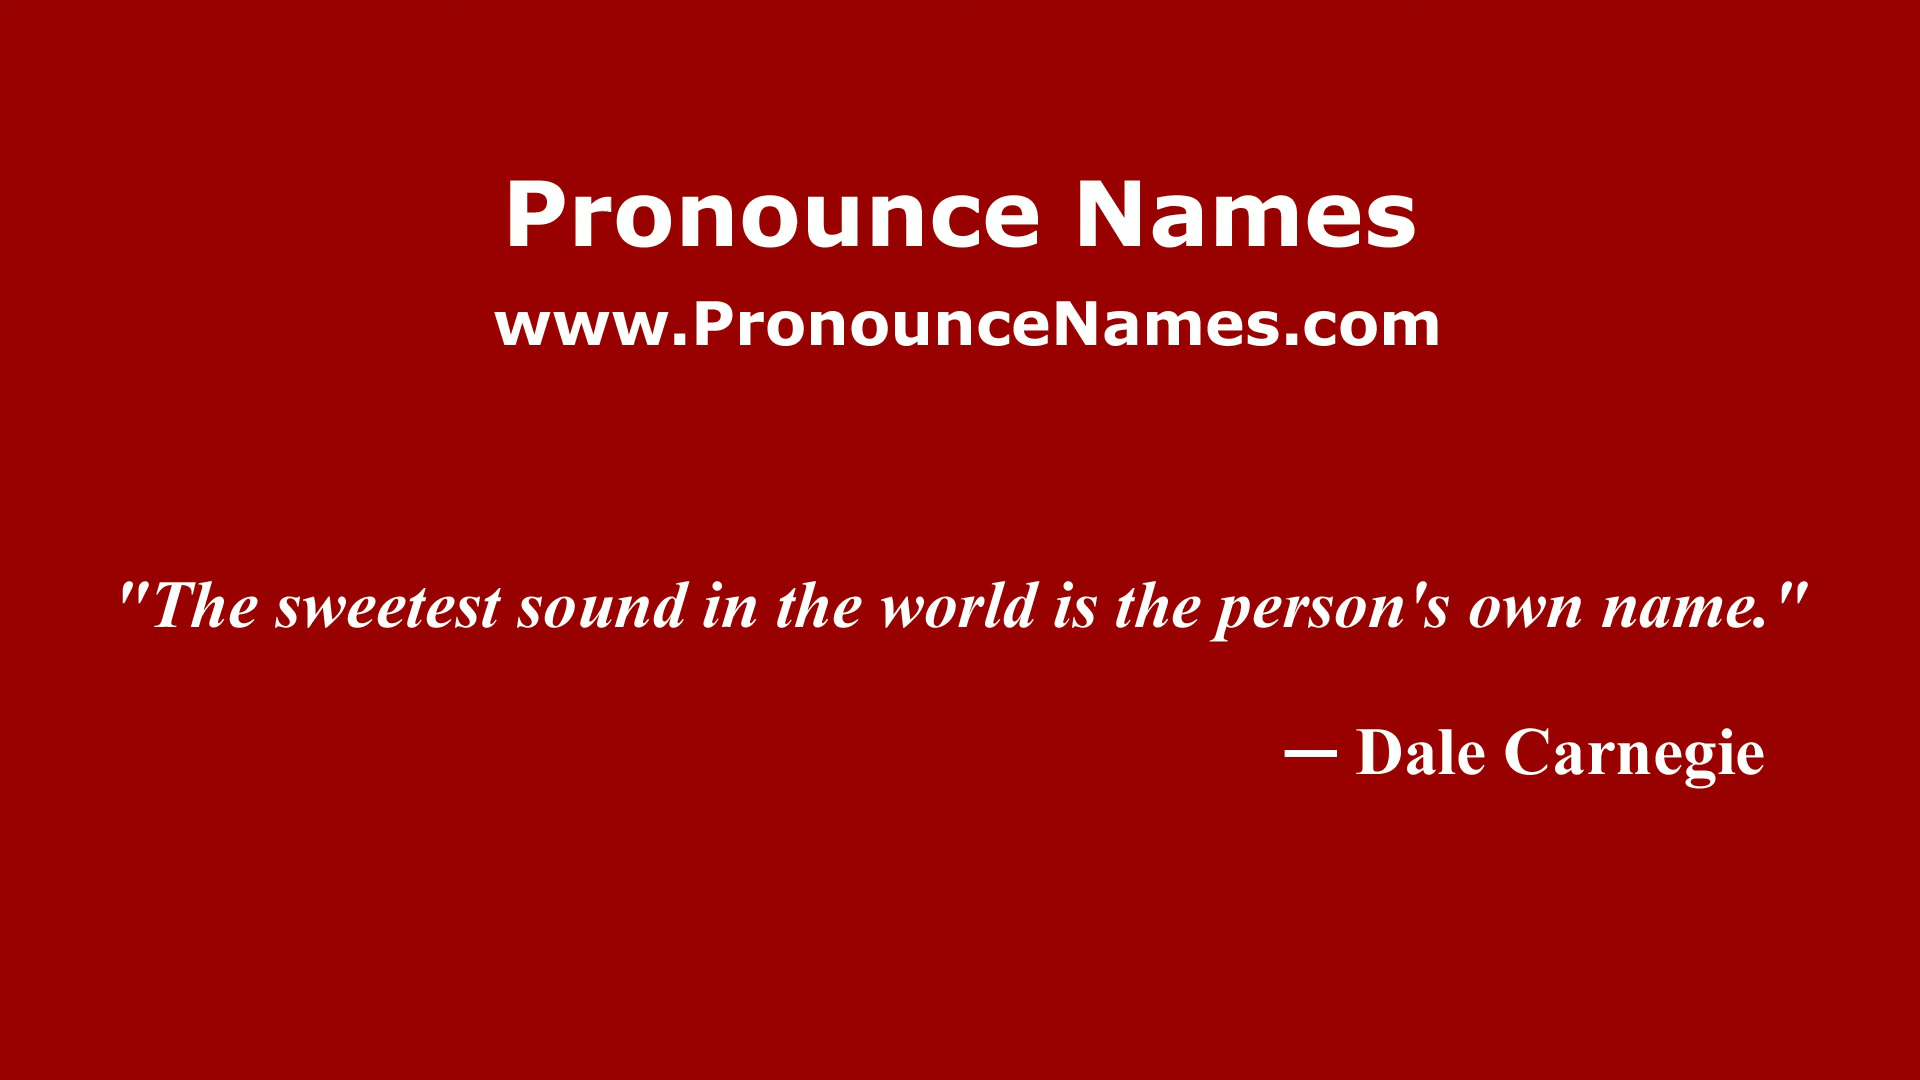 Pronounce Names
www.PronounceNames.com
"The sweetest sound in the world is the person's own name."
— Dale Carnegie